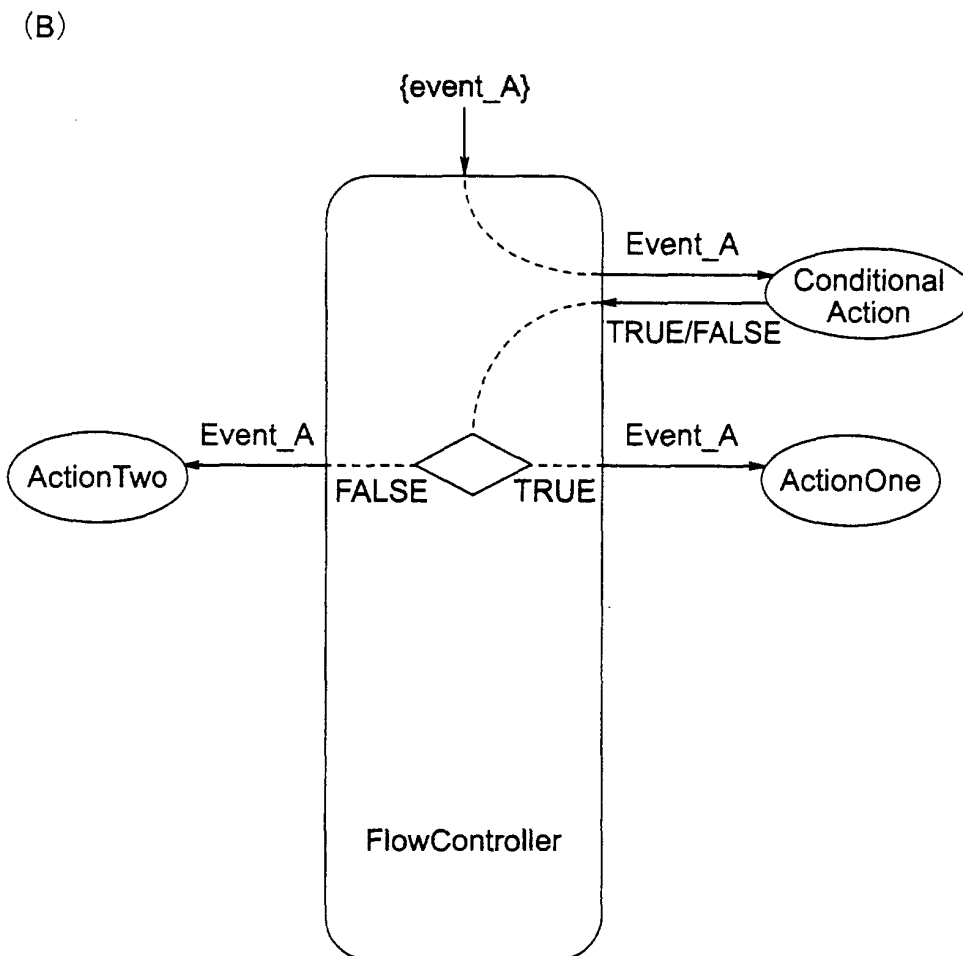 (B)
{event_A}
Event_A
Conditional
Action
TRUE/FALSE
Event_A
Event_A
ActionTwo
FALSE
TRUE
ActionOne
FlowController